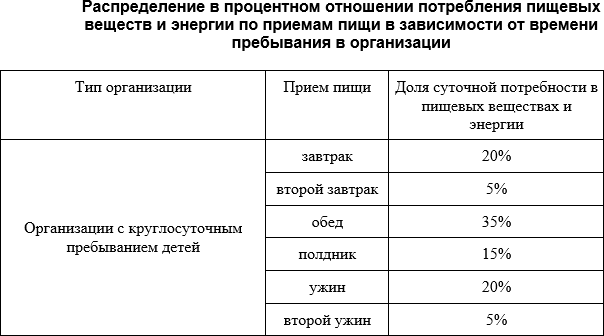 Распределение в процентном отношении потребления пищевых
веществ и энергии по приемам пищи в зависимости от времени
пребывания в организации
Тип организации
Прием пищи
Доля суточной потребности в
пищевых веществах и
энергии
Организации с круглосуточным
пребыванием детей
завтрак
20%
второй завтрак
5%
обед
35%
полдник
15%
ужин
20%
второй ужин
5%